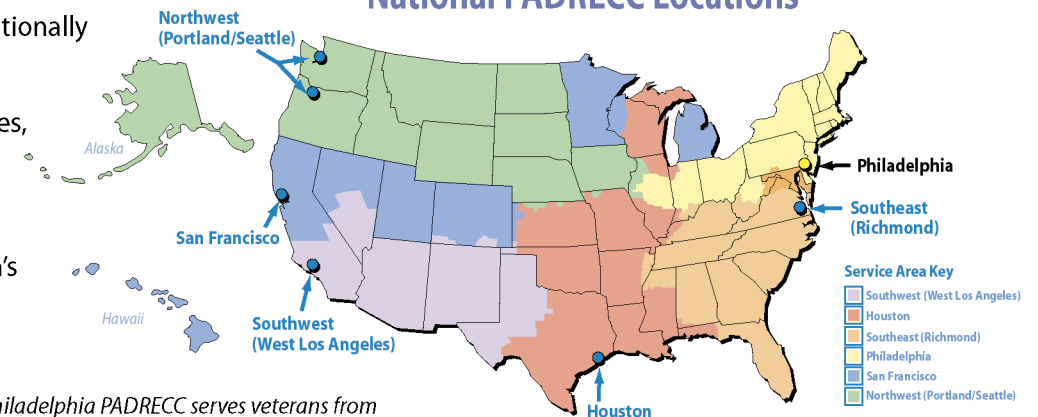 National PADRECC Locations
tionally
Northwest
(Portland/Seattle)
es,
Alaska
Philadelphia
Southeast
(Richmond)
San Francisco
's
Service Area Key
Southwest (West Los Angeles)
Houston
Southeast (Richmond)
Philadelphia
San Francisco
Northwest (Portland/Seattle)
Hawaii
Southwest
(West Los Angeles)
Houston
iladelphia PADRECC serves veterans from